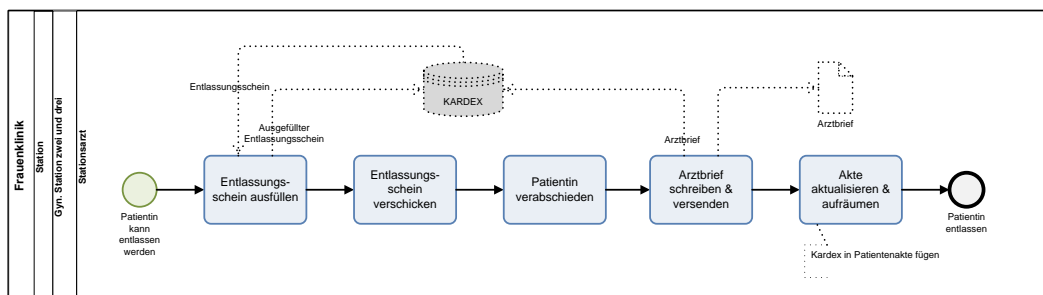 Frauenklinik
Station
Gyn. Station zwei und drei
Stationsarzt
Entlassungsschein
KARDEX
Ausgefüllter
Entlassungsschein
Arztbrief
Arztbrief
Patientin
kann
entlassen
werden
Entlassungs-
schein ausfüllen
Entlassungs-
schein
verschicken
Patientin
verabschieden
Arztbrief
schreiben &
versenden
Akte
aktualisieren &
aufräumen
Patientin
entlassen
Kardex in Patientenakte fügen